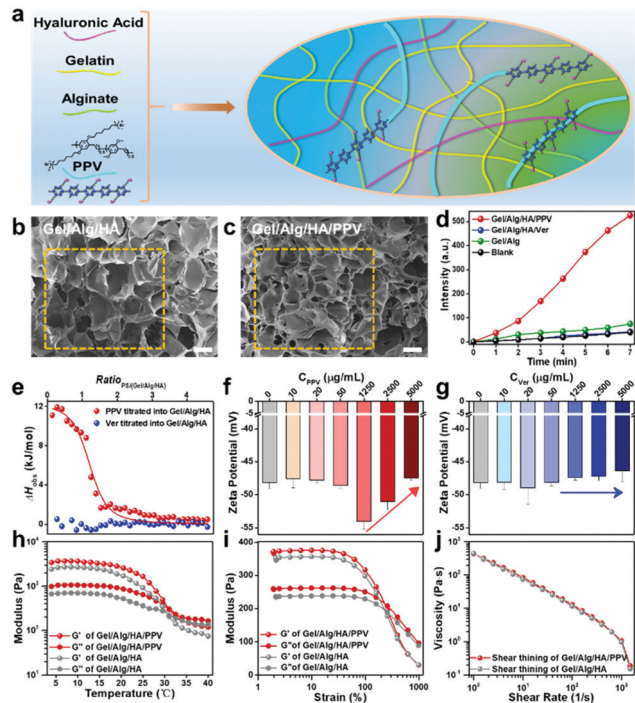 a
Hyaluronic Acid
Gelatin
Alginate
PPV
b
Gel/Alg/HA
c
Gel/Alg/HA/PPV
d
Intensity (a.u.)
500
400
300
200
100
0
Gel/Alg/HA/PPV
Gel/Alg/HA/Ver
Gel/Alg
Blank
0 1 2 3 4 5 6 7
Time (min)
e
Ratio PS/(Gel/Alg/HA)
0 1 2 3 4
PPV titrated into Gel/Alg/HA
Ver titrated into Gel/Alg/HA
ΔH obs (kJ/mol)
12
8
4
0
f
C PPV (μg/mL)
0 10 20 50 1250 2500 5000
Zeta Potential (mV)
0
-5
-45
-50
-55
g
C Ver (μg/mL)
0 10 20 50 1250 2500 5000
Zeta Potential (mV)
0
-5
-45
-50
-55
h
Modulus (Pa)
10⁴
10³
10²
10¹
G' of Gel/Alg/HA/PPV
G" of Gel/Alg/HA/PPV
G' of Gel/Alg/HA
G" of Gel/Alg/HA
5 10 15 20 25 30 35 40
Temperature (℃)
i
Modulus (Pa)
400
300
200
100
0
G' of Gel/Alg/HA/PPV
G"of Gel/Alg/HA/PPV
G' of Gel/Alg/HA
G"of Gel/Alg/HA
1 10 100 1000
Strain (%)
j
Viscosity (Pa·s)
10³
10²
10¹
10⁰
10⁻¹
Shear thining of Gel/Alg/HA/PPV
Shear thining of Gel/Alg/HA
10⁰ 10¹ 10² 10³
Shear Rate (1/s)